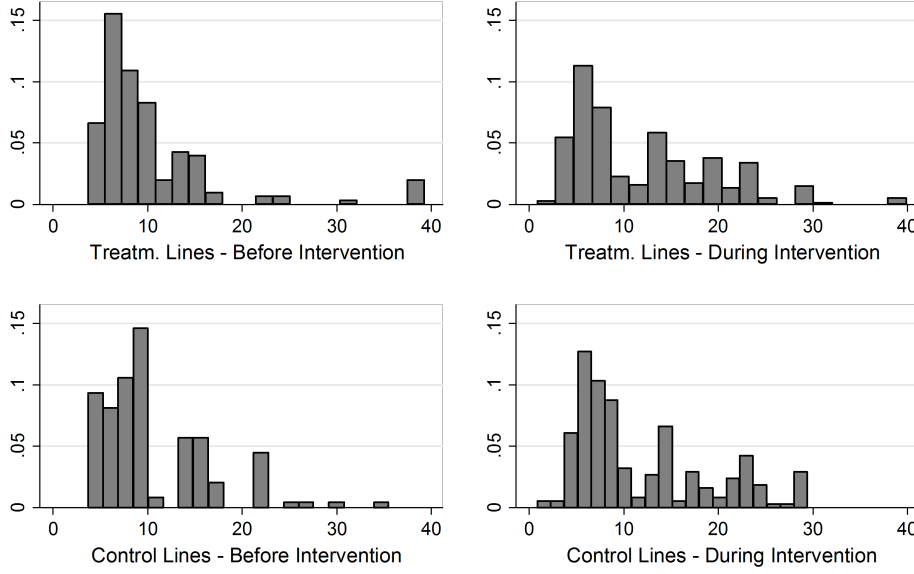 0 .05 .1 .15
0 10 20 30 40
Treatm. Lines - Before Intervention
0 .05 .1 .15
0 10 20 30 40
Treatm. Lines - During Intervention
0 .05 .1 .15
0 10 20 30 40
Control Lines - Before Intervention
0 .05 .1 .15
0 10 20 30 40
Control Lines - During Intervention